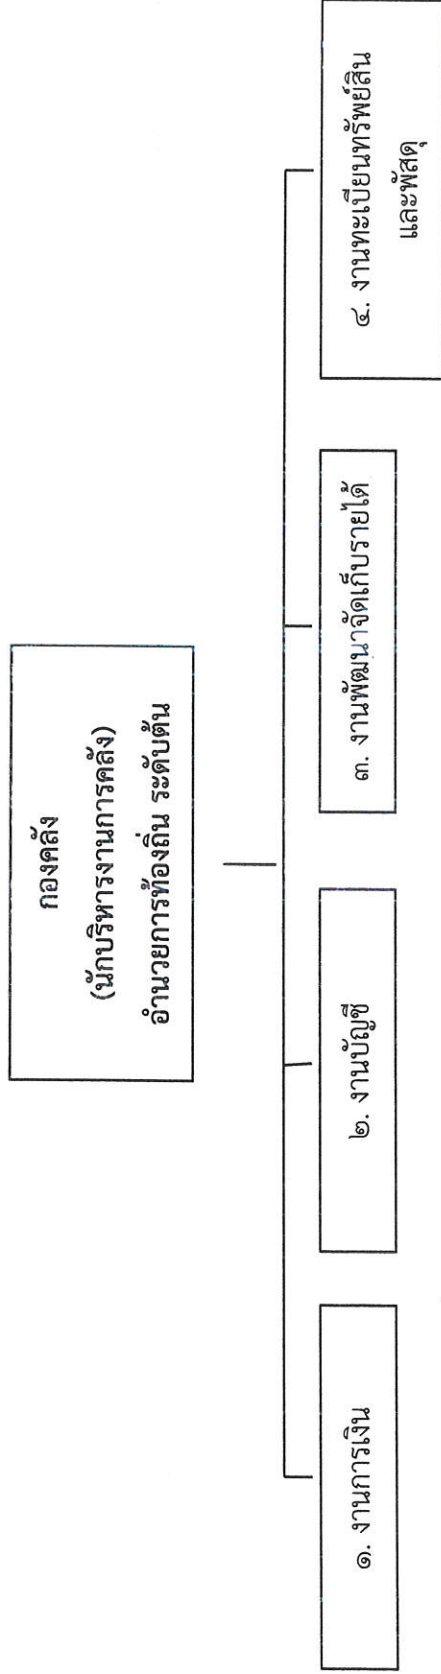 กองคลัง
(นักบริหารงานการคลัง)
อำนวยการท้องถิ่น ระดับต้น
๑. งานการเงิน
๒. งานบัญชี
๓. งานพัฒนาจัดเก็บรายได้
๔. งานทะเบียนทรัพย์สิน
และพัสดุ